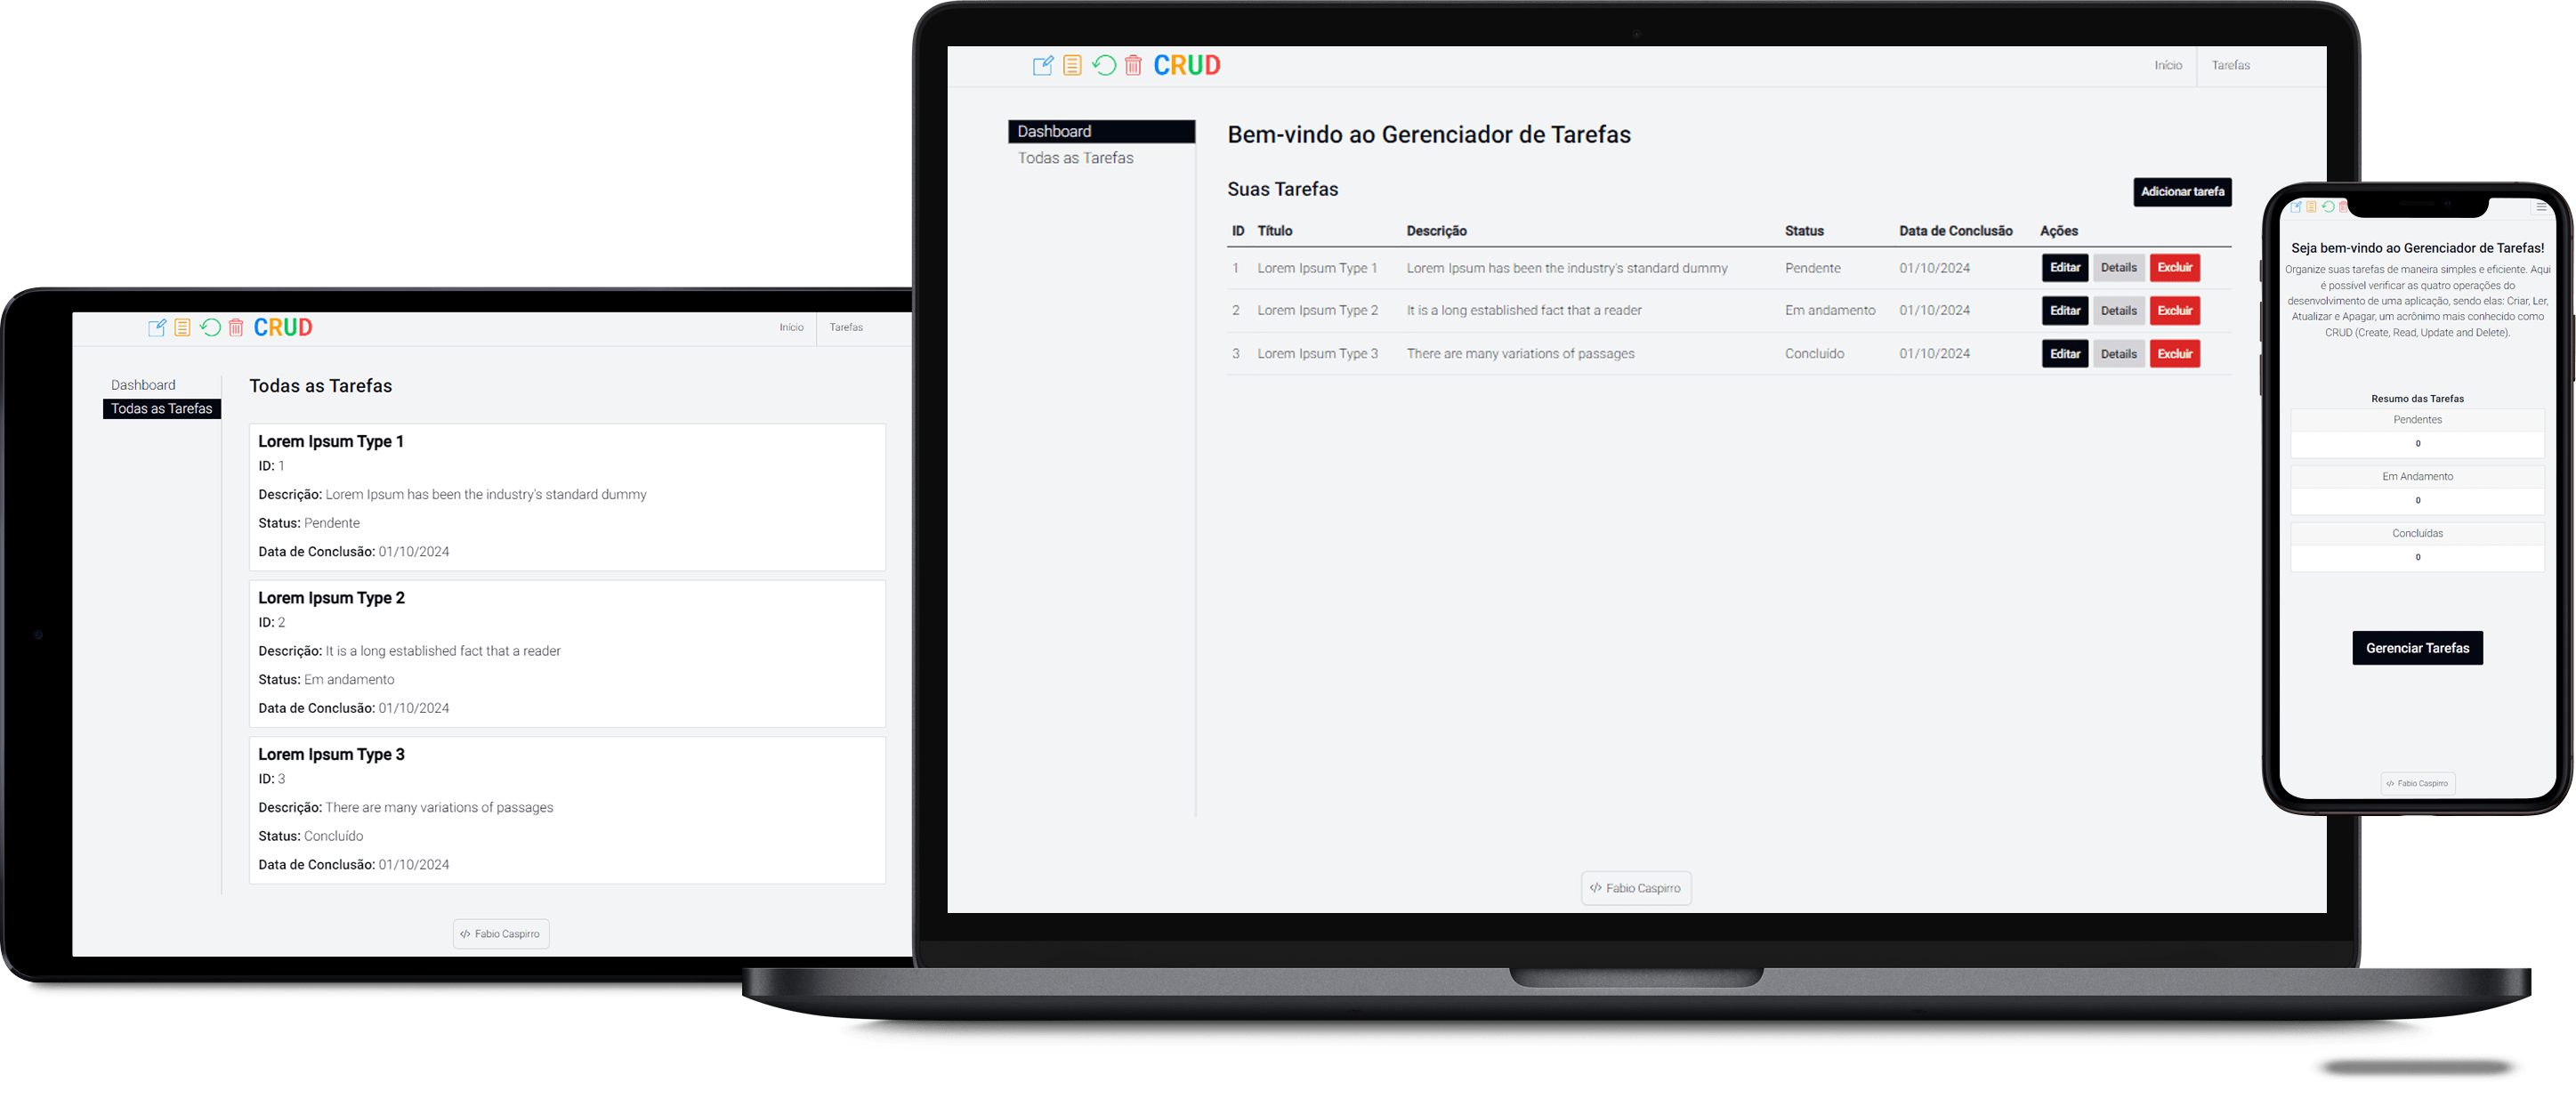 CRUD
Início
Tarefas
Dashboard
Todas as Tarefas
Todas as Tarefas
Lorem Ipsum Type 1
ID: 1
Descrição: Lorem Ipsum has been the industry's standard dummy
Status: Pendente
Data de Conclusão: 01/10/2024
Lorem Ipsum Type 2
ID: 2
Descrição: It is a long established fact that a reader
Status: Em andamento
Data de Conclusão: 01/10/2024
Lorem Ipsum Type 3
ID: 3
Descrição: There are many variations of passages
Status: Concluído
Data de Conclusão: 01/10/2024
</> Fabio Caspirro
CRUD
Início
Tarefas
Dashboard
Todas as Tarefas
Bem-vindo ao Gerenciador de Tarefas
Suas Tarefas
Adicionar tarefa
ID Título Descrição Status Data de Conclusão Ações
1 Lorem Ipsum Type 1 Lorem Ipsum has been the industry's standard dummy Pendente 01/10/2024 Editar Details Excluir
2 Lorem Ipsum Type 2 It is a long established fact that a reader Em andamento 01/10/2024 Editar Details Excluir
3 Lorem Ipsum Type 3 There are many variations of passages Concluído 01/10/2024 Editar Details Excluir
</> Fabio Caspirro
Seja bem-vindo ao Gerenciador de Tarefas!
Organize suas tarefas de maneira simples e eficiente. Aqui
é possível verificar as quatro operações do
desenvolvimento de uma aplicação, sendo elas: Criar, Ler,
Atualizar e Apagar, um acrônimo mais conhecido como
CRUD (Create, Read, Update and Delete).
Resumo das Tarefas
Pendentes
0
Em Andamento
0
Concluídas
0
Gerenciar Tarefas
</> Fabio Caspirro